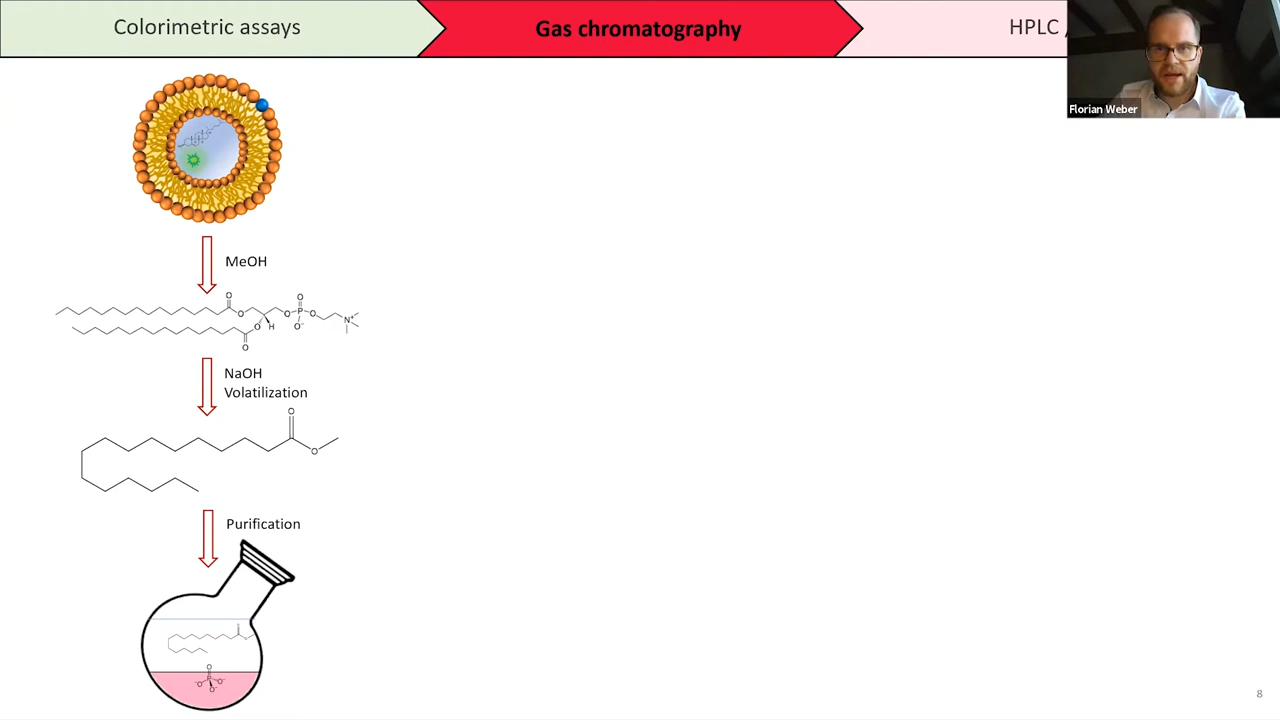 Colorimetric assays
Gas chromatography
HPLC
Florian Weber
MeOH
O
O
O
P
O
N+
O
H
O-
O
NaOH
Volatilization
O
O
Purification
O
-O
P
O-
O-
8